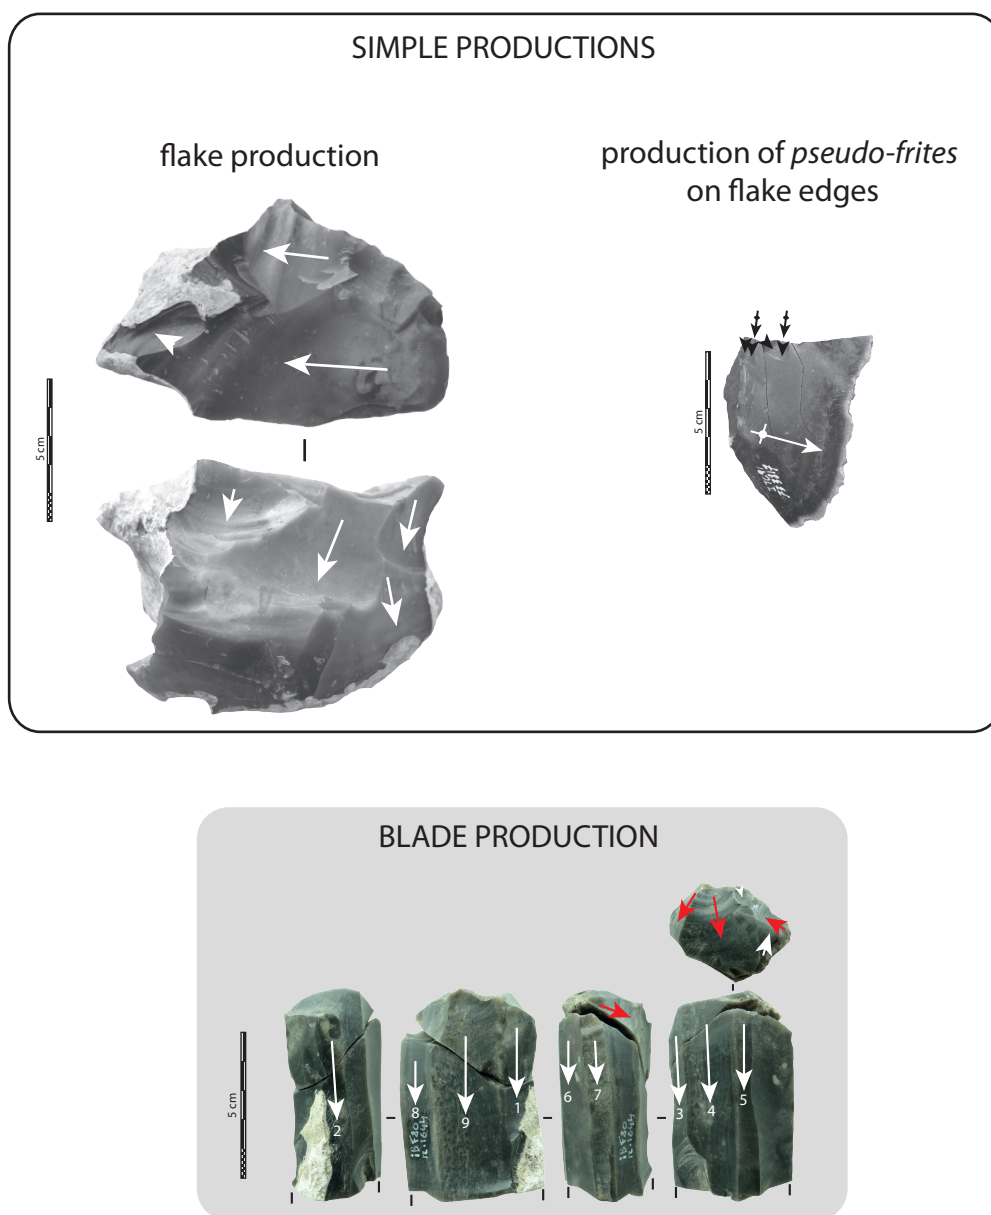 SIMPLE PRODUCTIONS
flake production
production of pseudo-frites
on flake edges
5 cm
5 cm
BLADE PRODUCTION
5 cm
2
8
9
1
6
7
3
4
5